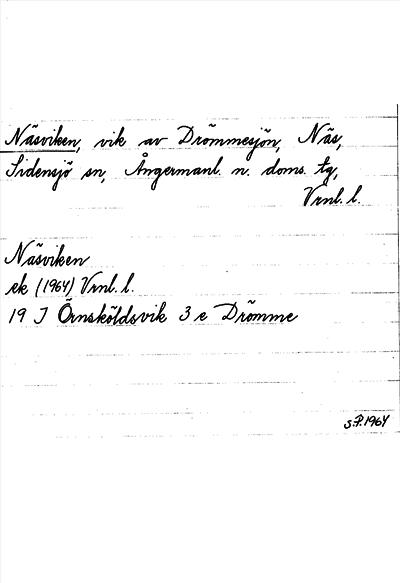 Näsviken, vik av Drömmesjön, Näs,
Sidensjö sn, Ångermanl. n. doms. tg,
Vrnl. l.
Näsviken
ek (1964) Vrnl. l.
19 J Örnsköldsvik 3 e Drömme
S.P. 1964